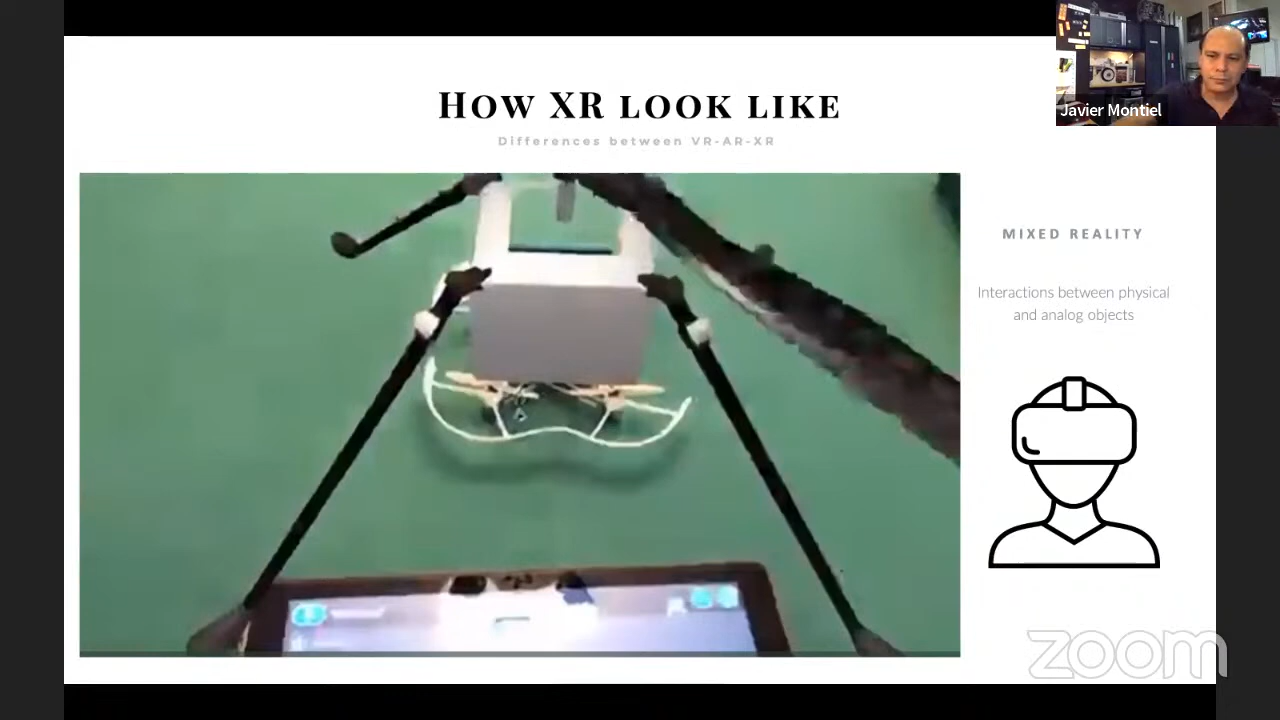 How XR look like
Differences between VR-AR-XR
Javier Montiel
MIXED REALITY
Interactions between physical
and analog objects
zoom